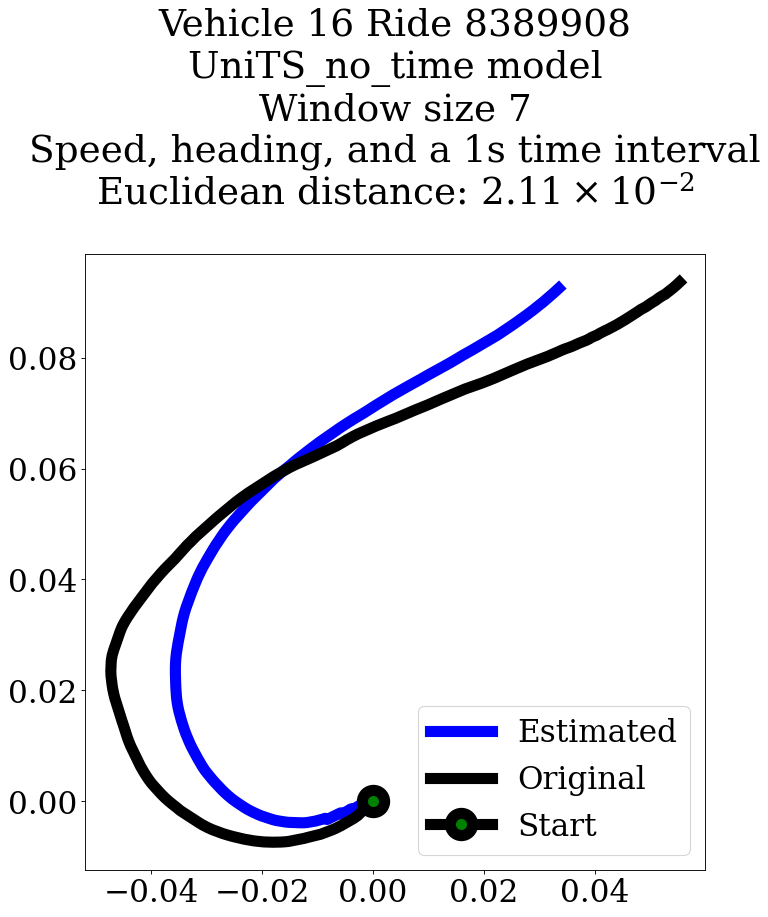 Vehicle 16 Ride 8389908
UniTS_no_time model
Window size 7
Speed, heading, and a 1s time interval
Euclidean distance: 2.11 × 10⁻²
0.08
0.06
0.04
0.02
0.00
Estimated
Original
Start
−0.04 −0.02 0.00 0.02 0.04